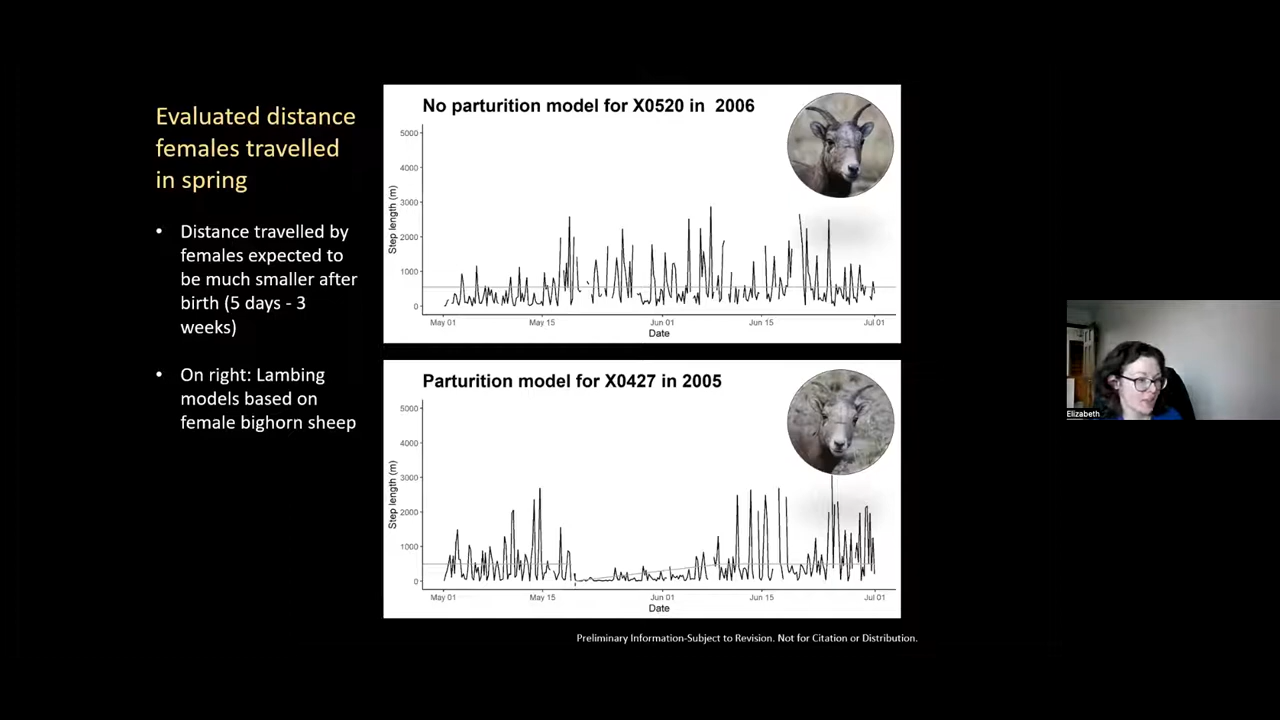 Evaluated distance
females travelled
in spring
• Distance travelled by
females expected to
be much smaller after
birth (5 days - 3
weeks)
• On right: Lambing
models based on
female bighorn sheep
No parturition model for X0520 in 2006
Step length (m)
5000
4000
3000
2000
1000
0
May 01 May 15 Jun 01 Jun 15 Jul 01
Date
Parturition model for X0427 in 2005
Step length (m)
5000
4000
3000
2000
1000
0
May 01 May 15 Jun 01 Jun 15 Jul 01
Date
Preliminary Information-Subject to Revision. Not for Citation or Distribution.
Elizabeth